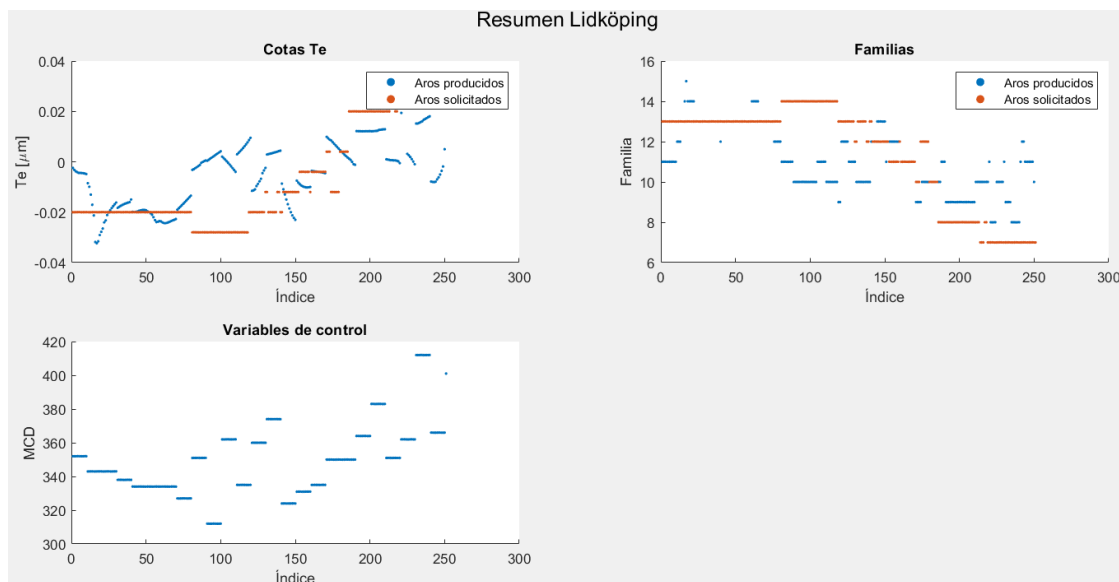 Resumen Lidköping
Cotas Te
Te [μm]
0.04
0.02
0
-0.02
-0.04
0 50 100 150 200 250 300
Índice
Aros producidos
Aros solicitados
Familias
Familia
16
14
12
10
8
6
0 50 100 150 200 250 300
Índice
Aros producidos
Aros solicitados
Variables de control
MCD
420
400
380
360
340
320
300
0 50 100 150 200 250 300
Índice